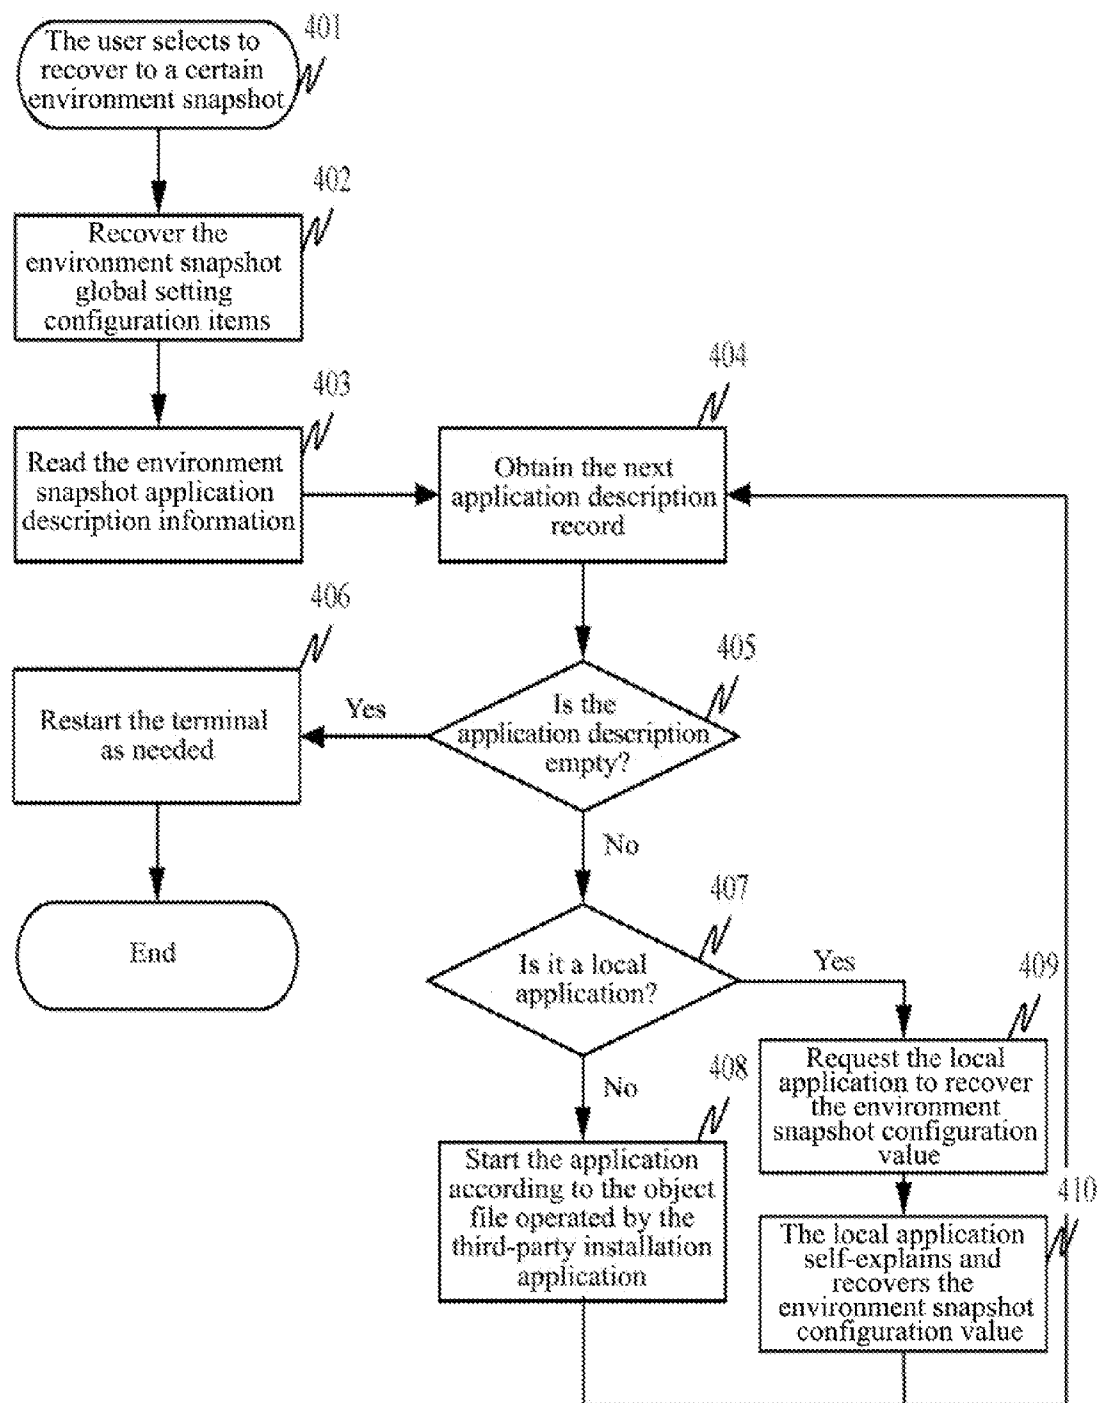 401
The user selects to
recover to a certain
environment snapshot
402
Recover the
environment snapshot
global setting
configuration items
403
Read the environment
snapshot application
description information
404
Obtain the next
application description
record
405
Is the
application description
empty?
Yes
406
Restart the terminal
as needed
End
No
407
Is it a local
application?
Yes
No
408
Start the application
according to the object
file operated by the
third-party installation
application
409
Request the local
application to recover
the environment
snapshot configuration
value
410
The local application
self-explains and
recovers the
environment snapshot
configuration value